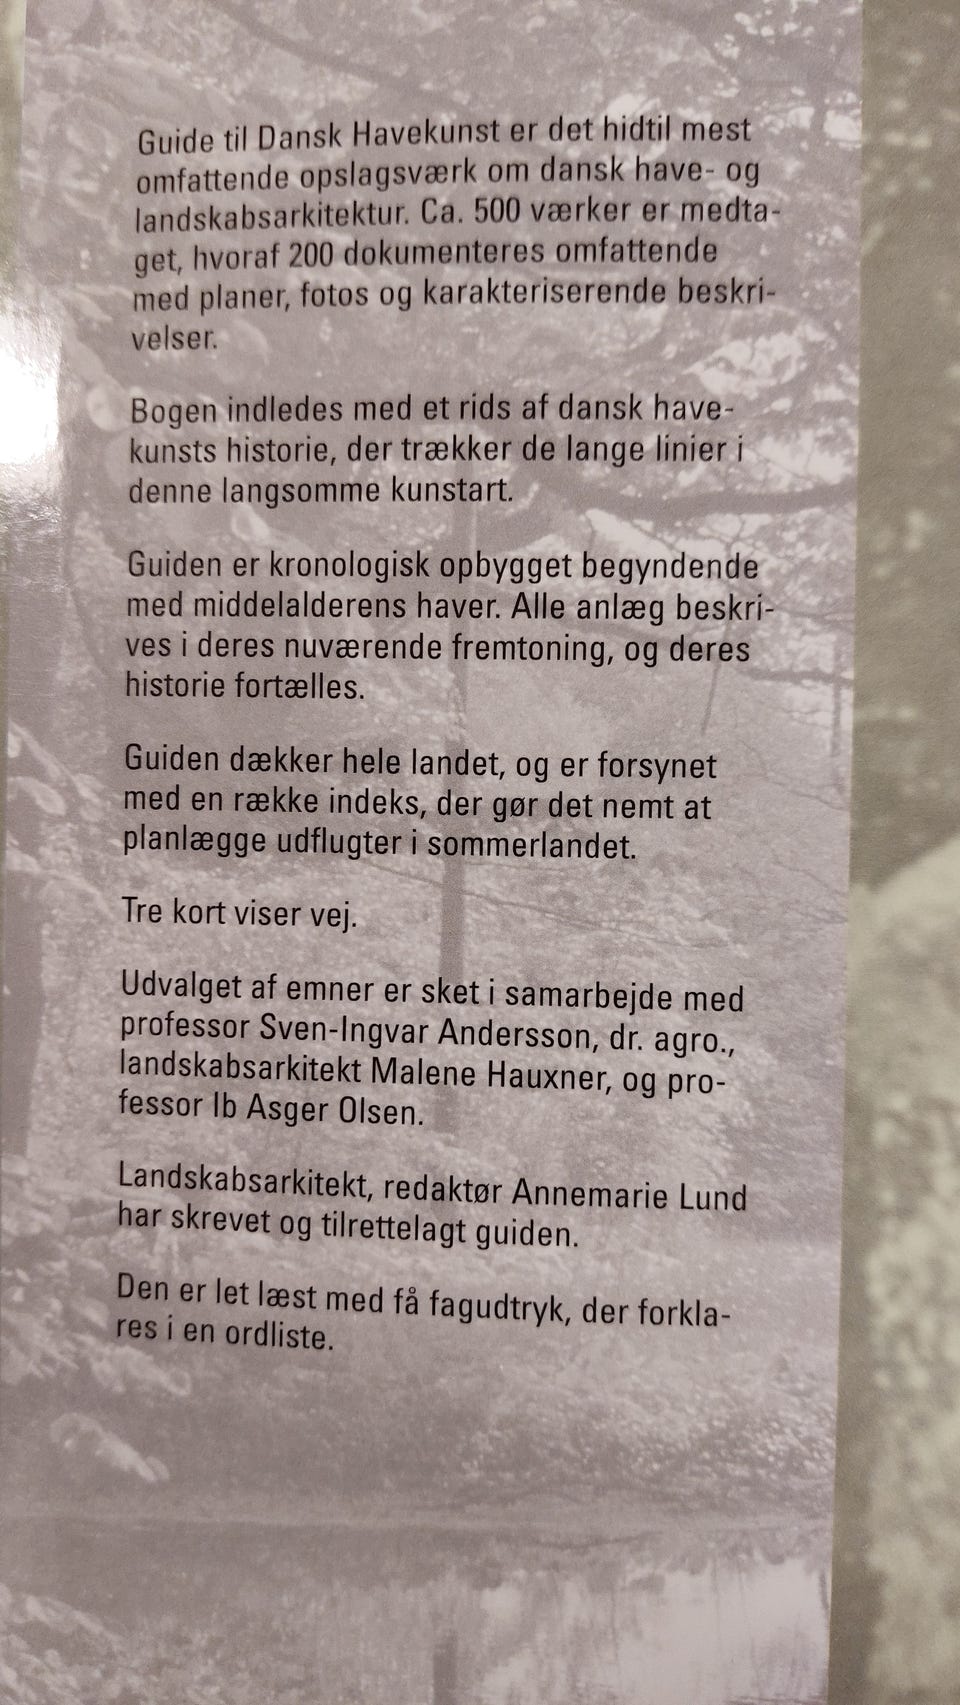 Guide til Dansk Havekunst er det hidtil mest
omfattende opslagsværk om dansk have- og
landskabsarkitektur. Ca. 500 værker er medta-
get, hvoraf 200 dokumenteres omfattende
med planer, fotos og karakteriserende beskri-
velser.
Bogen indledes med et rids af dansk have-
kunsts historie, der trækker de lange linier i
denne langsomme kunstart.
Guiden er kronologisk opbygget begyndende
med middelalderens haver. Alle anlæg beskri-
ves i deres nuværende fremtoning, og deres
historie fortælles.
Guiden dækker hele landet, og er forsynet
med en række indeks, der gør det nemt at
planlægge udflugter i sommerlandet.
Tre kort viser vej.
Udvalget af emner er sket i samarbejde med
professor Sven-Ingvar Andersson, dr. agro.,
landskabsarkitekt Malene Hauxner, og pro-
fessor Ib Asger Olsen.
Landskabsarkitekt, redaktør Annemarie Lund
har skrevet og tilrettelagt guiden.
Den er let læst med få fagudtryk, der forkla-
res i en ordliste.